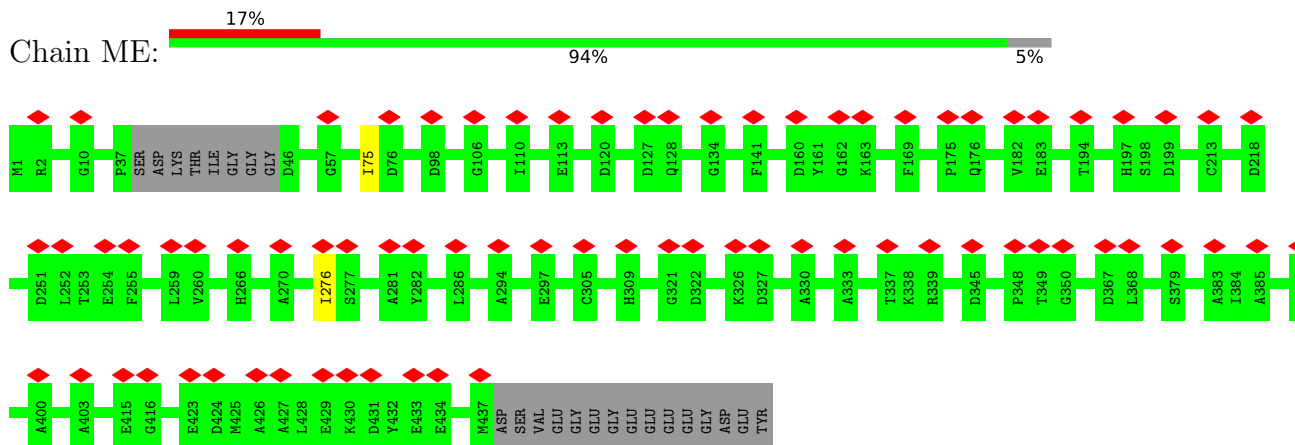 17%
Chain ME:
94%
5%
M1 R2 G10 P37 SER ASP LYS THR ILE GLY GLY GLY D46 G57 I75 D76 D98 G106 I110 E113 D120 D127 Q128 G134 F141 D160 Y161 G162 K163 F169 P175 Q176 V182 E183 T194 H197 S198 D199 C213 D218
D251 L252 T253 E254 F255 L259 V260 H266 A270 I276 S277 A281 Y282 L286 A294 E297 C305 H309 G321 D322 K326 D327 A330 A333 T337 K338 R339 D345 P348 T349 G350 D367 L368 S379 A383 I384 A385
A400 A403 E415 G416 E423 D424 M425 A426 A427 L428 E429 K430 D431 Y432 E433 E434 M437 ASP SER VAL GLU GLY GLU GLY GLU GLU GLU GLU GLY ASP GLU TYR